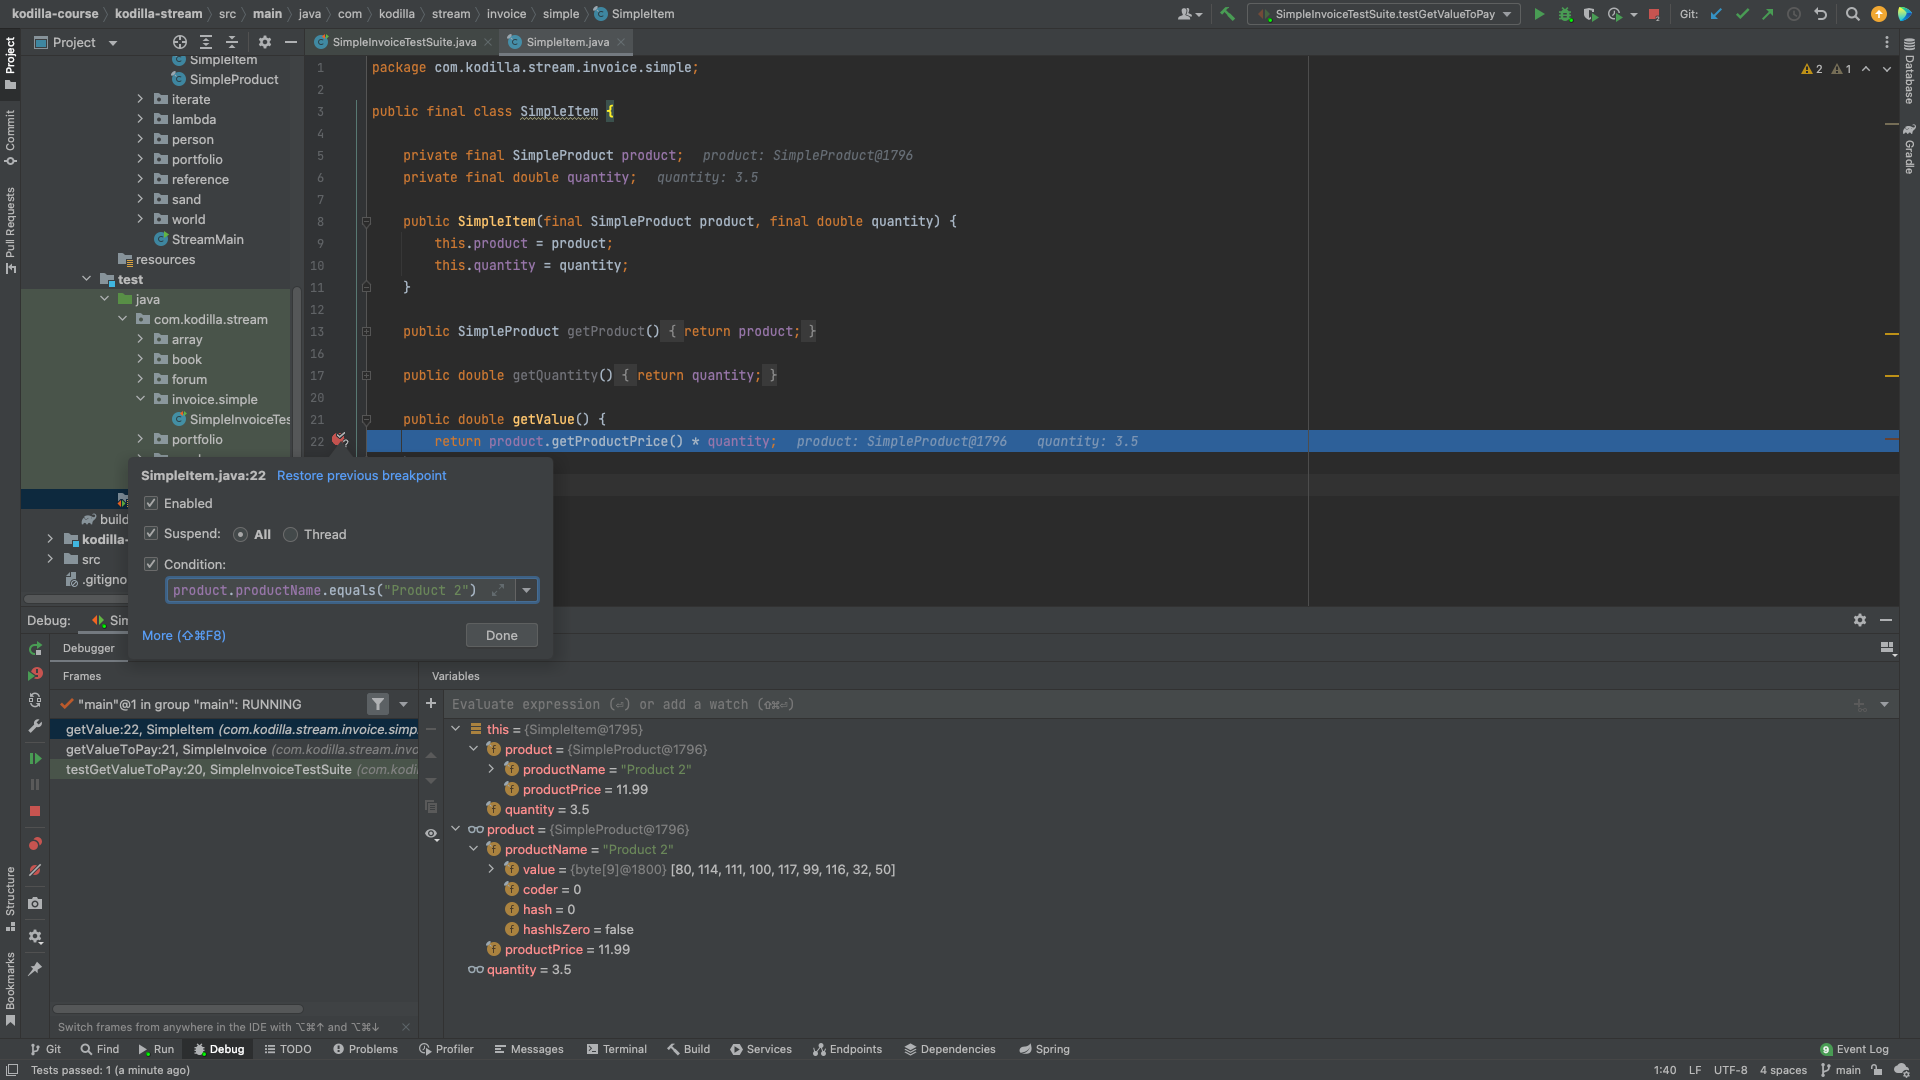 kodilla-course
kodilla-stream
src
main
java
com
kodilla
stream
invoice
simple
SimpleItem
SimpleInvoiceTestSuite.testGetValueToPay
Git:
Project
SimpleInvoiceTestSuite.java
SimpleItem.java
Project
Commit
Pull Requests
Structure
Bookmarks
Database
Gradle
SimpleItem
SimpleProduct
iterate
lambda
person
portfolio
reference
sand
world
StreamMain
resources
test
java
com.kodilla.stream
array
book
forum
invoice.simple
SimpleInvoiceTes
portfolio
build
kodilla-
src
.gitigno
2 1
1 package com.kodilla.stream.invoice.simple;
2
3 public final class SimpleItem {
4
5 private final SimpleProduct product; product: SimpleProduct@1796
6 private final double quantity; quantity: 3.5
7
8 public SimpleItem(final SimpleProduct product, final double quantity) {
9 this.product = product;
10 this.quantity = quantity;
11 }
12
13 public SimpleProduct getProduct() { return product; }
16
17 public double getQuantity() { return quantity; }
20
21 public double getValue() {
22 return product.getProductPrice() * quantity; product: SimpleProduct@1796 quantity: 3.5
SimpleItem.java:22 Restore previous breakpoint
Enabled
Suspend: All Thread
Condition:
product.productName.equals("Product 2")
More (⇧⌘F8)
Done
Debug: Sim
Debugger
Frames
Variables
"main"@1 in group "main": RUNNING
getValue:22, SimpleItem (com.kodilla.stream.invoice.simp
getValueToPay:21, SimpleInvoice (com.kodilla.stream.invo
testGetValueToPay:20, SimpleInvoiceTestSuite (com.kodi
Evaluate expression (⏎) or add a watch (⇧⌘⏎)
this = {SimpleItem@1795}
product = {SimpleProduct@1796}
productName = "Product 2"
productPrice = 11.99
quantity = 3.5
product = {SimpleProduct@1796}
productName = "Product 2"
value = {byte[9]@1800} [80, 114, 111, 100, 117, 99, 116, 32, 50]
coder = 0
hash = 0
hashIsZero = false
productPrice = 11.99
quantity = 3.5
Switch frames from anywhere in the IDE with ⌥⌘↑ and ⌥⌘↓
Git Find Run Debug TODO Problems Profiler Messages Terminal Build Services Endpoints Dependencies Spring
9 Event Log
Tests passed: 1 (a minute ago)
1:40 LF UTF-8 4 spaces main